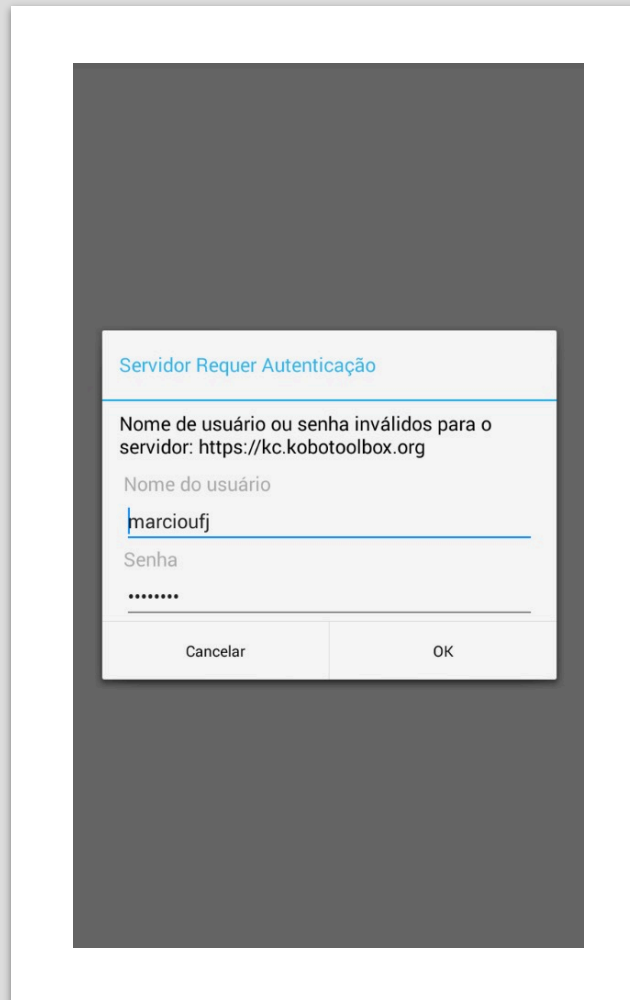 Servidor Requer Autenticação
Nome de usuário ou senha inválidos para o
servidor: https://kc.kobotoolbox.org
Nome do usuário
marcioufj
Senha
••••••••
Cancelar OK